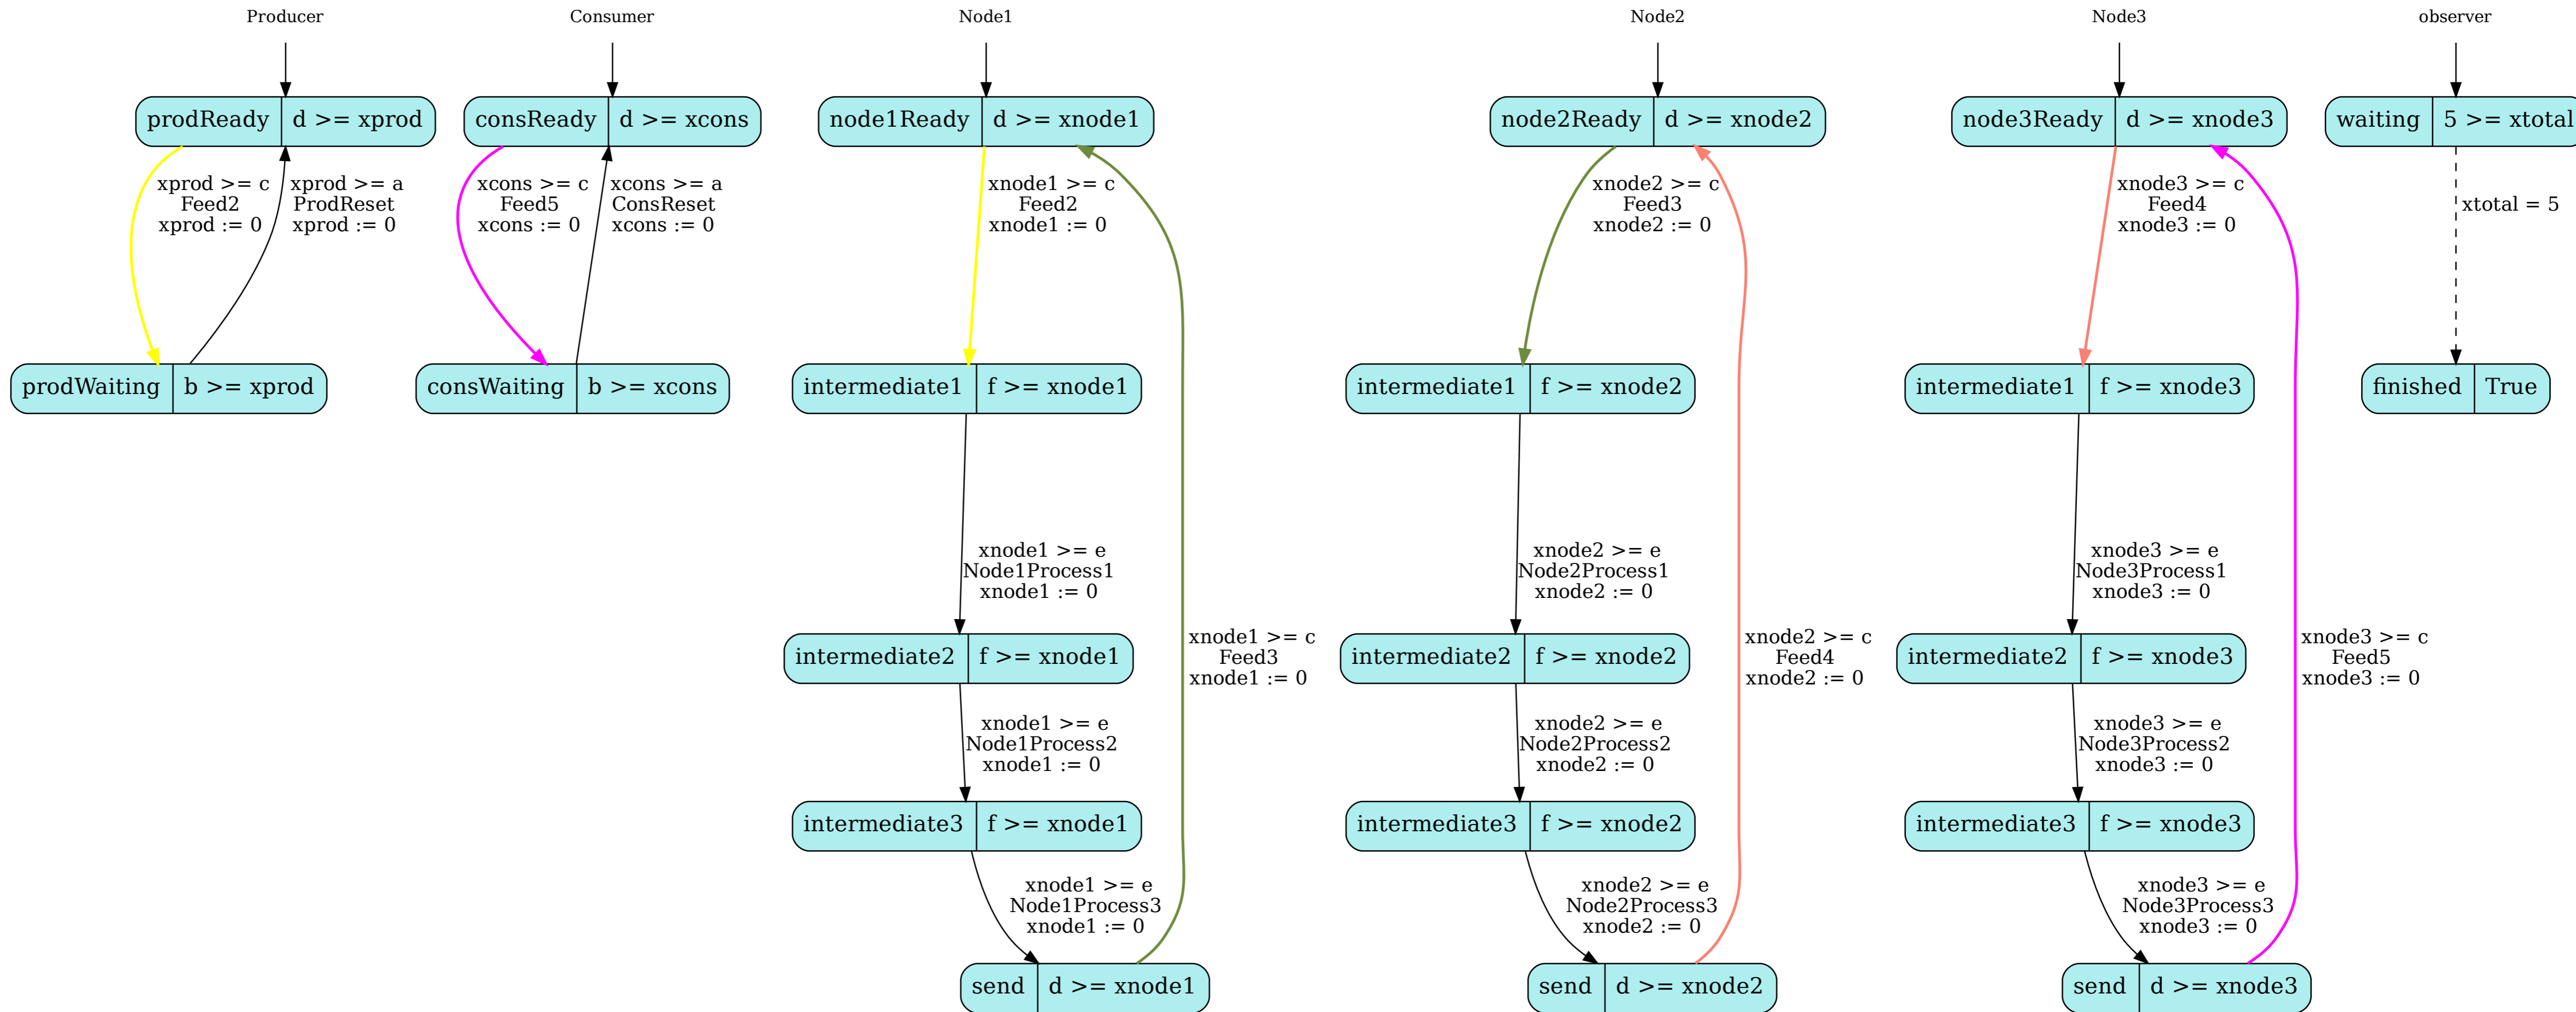 Producer
Consumer
Node1
Node2
Node3
observer
prodReady d >= xprod
consReady d >= xcons
node1Ready d >= xnode1
node2Ready d >= xnode2
node3Ready d >= xnode3
waiting 5 >= xtotal
xprod >= c
Feed2
xprod := 0
xprod >= a
ProdReset
xprod := 0
xcons >= c
Feed5
xcons := 0
xcons >= a
ConsReset
xcons := 0
xnode1 >= c
Feed2
xnode1 := 0
xnode2 >= c
Feed3
xnode2 := 0
xnode3 >= c
Feed4
xnode3 := 0
xtotal = 5
prodWaiting b >= xprod
consWaiting b >= xcons
intermediate1 f >= xnode1
intermediate1 f >= xnode2
intermediate1 f >= xnode3
finished True
xnode1 >= e
Node1Process1
xnode1 := 0
xnode2 >= e
Node2Process1
xnode2 := 0
xnode3 >= e
Node3Process1
xnode3 := 0
intermediate2 f >= xnode1
xnode1 >= c
Feed3
xnode1 := 0
intermediate2 f >= xnode2
xnode2 >= c
Feed4
xnode2 := 0
intermediate2 f >= xnode3
xnode3 >= c
Feed5
xnode3 := 0
xnode1 >= e
Node1Process2
xnode1 := 0
xnode2 >= e
Node2Process2
xnode2 := 0
xnode3 >= e
Node3Process2
xnode3 := 0
intermediate3 f >= xnode1
intermediate3 f >= xnode2
intermediate3 f >= xnode3
xnode1 >= e
Node1Process3
xnode1 := 0
xnode2 >= e
Node2Process3
xnode2 := 0
xnode3 >= e
Node3Process3
xnode3 := 0
send d >= xnode1
send d >= xnode2
send d >= xnode3